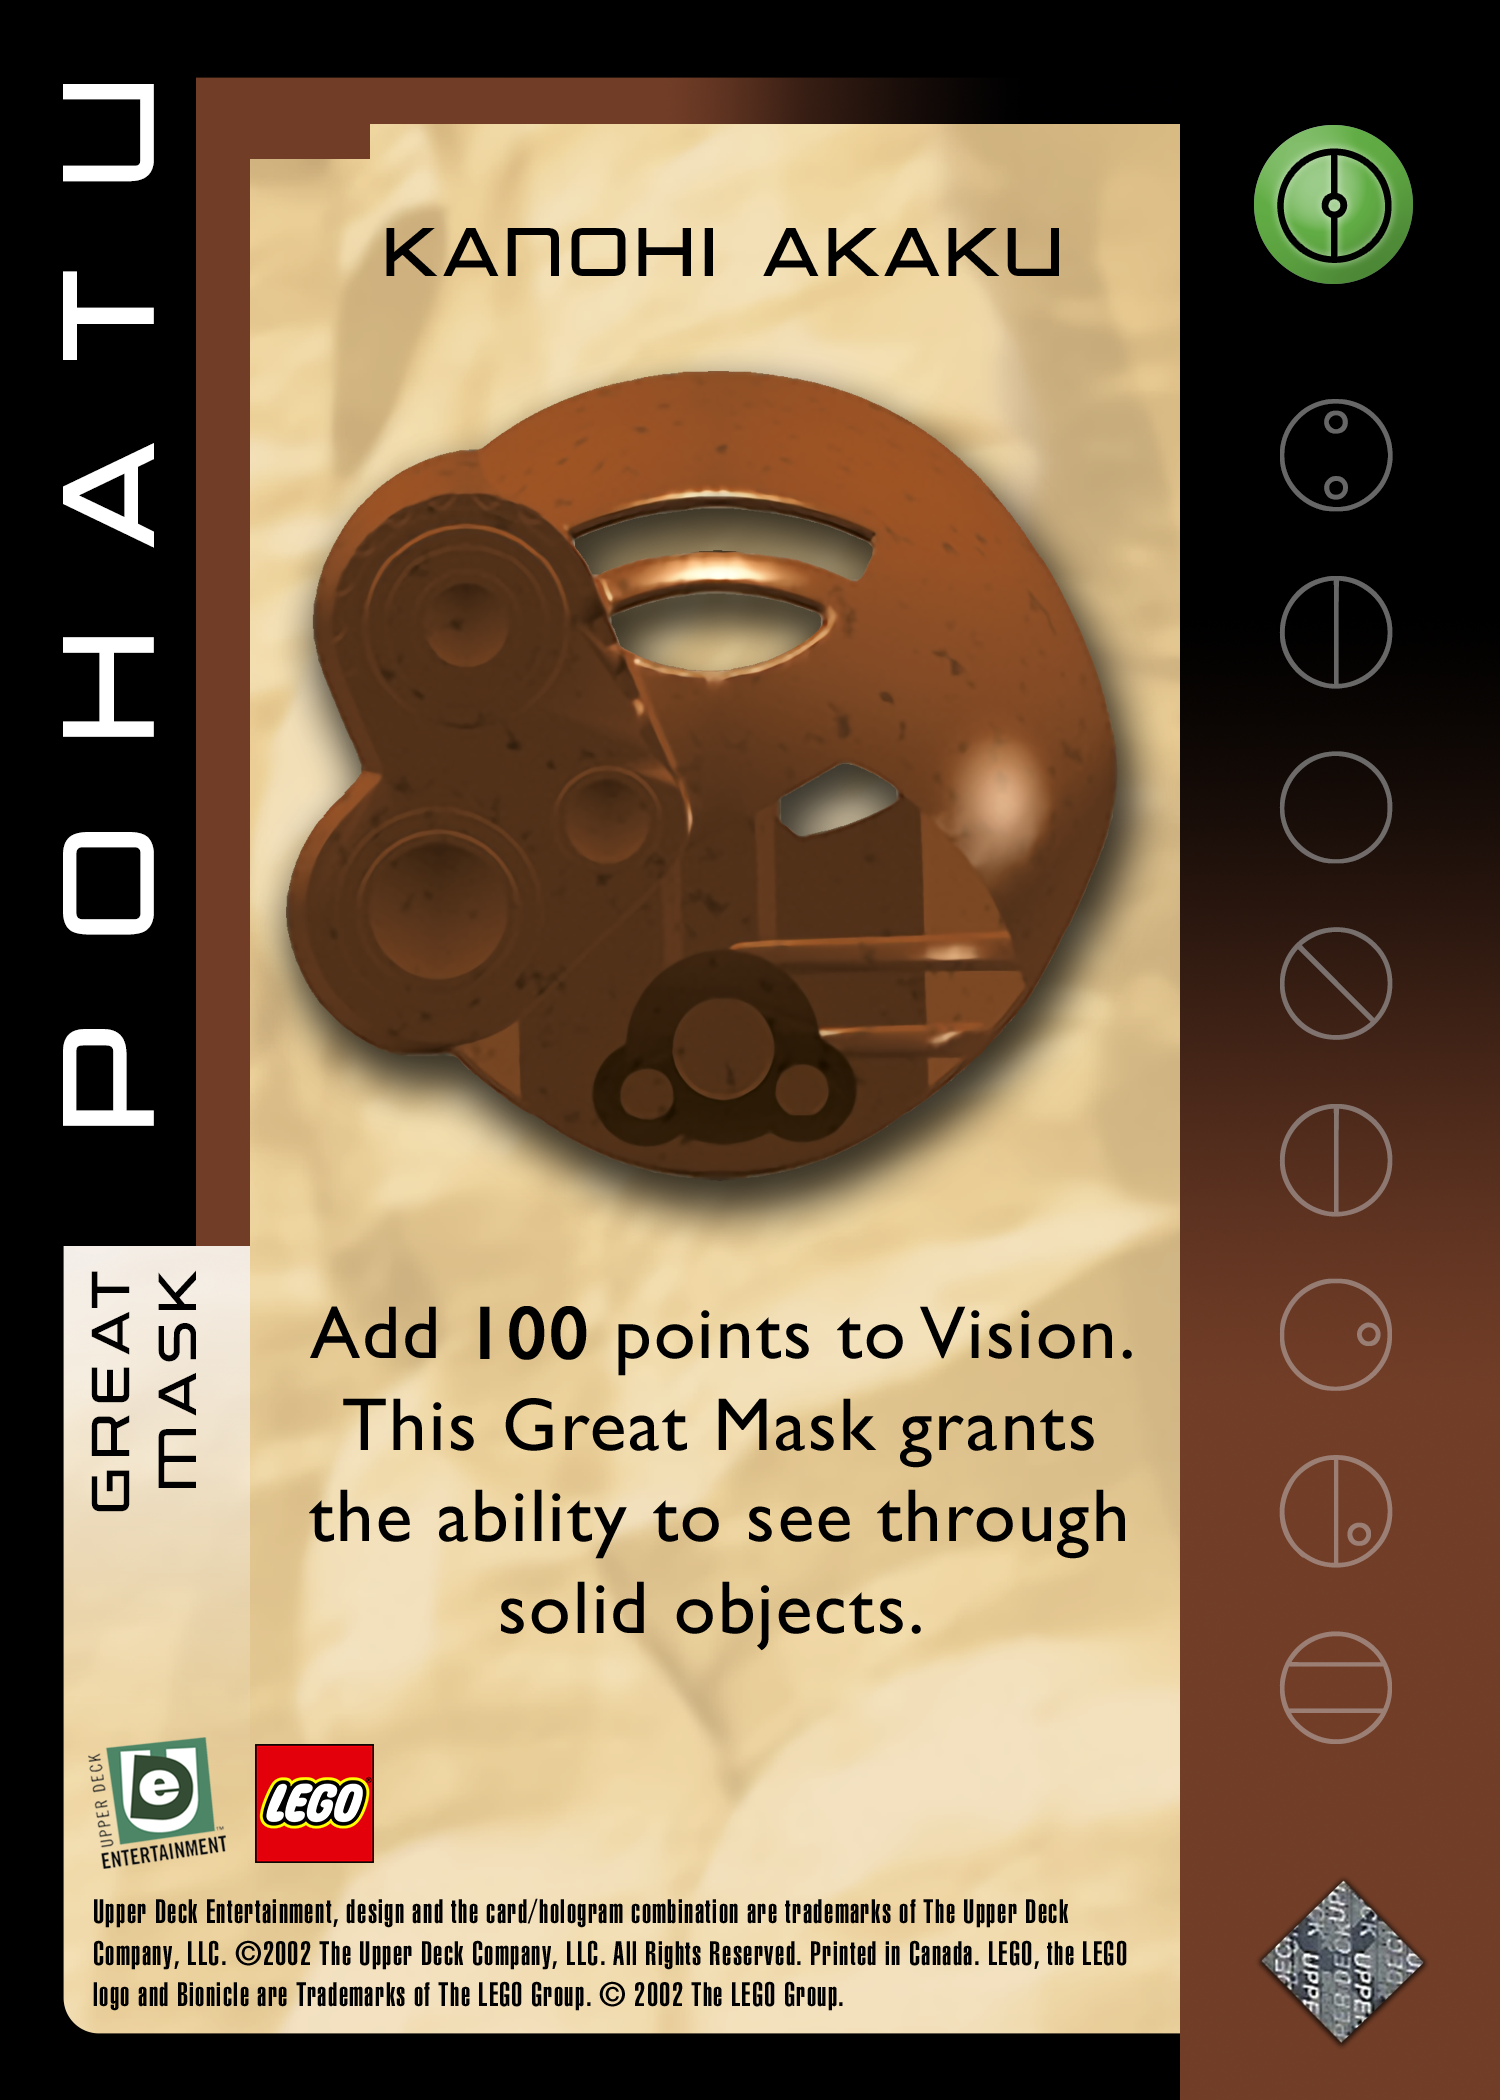 POHATU
KANOHI AKAKU
GREAT
MASK
Add 100 points to Vision.
This Great Mask grants
the ability to see through
solid objects.
UPPER DECK
ENTERTAINMENT
LEGO
Upper Deck Entertainment, design and the card/hologram combination are trademarks of The Upper Deck
Company, LLC. ©2002 The Upper Deck Company, LLC. All Rights Reserved. Printed in Canada. LEGO, the LEGO
logo and Bionicle are Trademarks of The LEGO Group. © 2002 The LEGO Group.